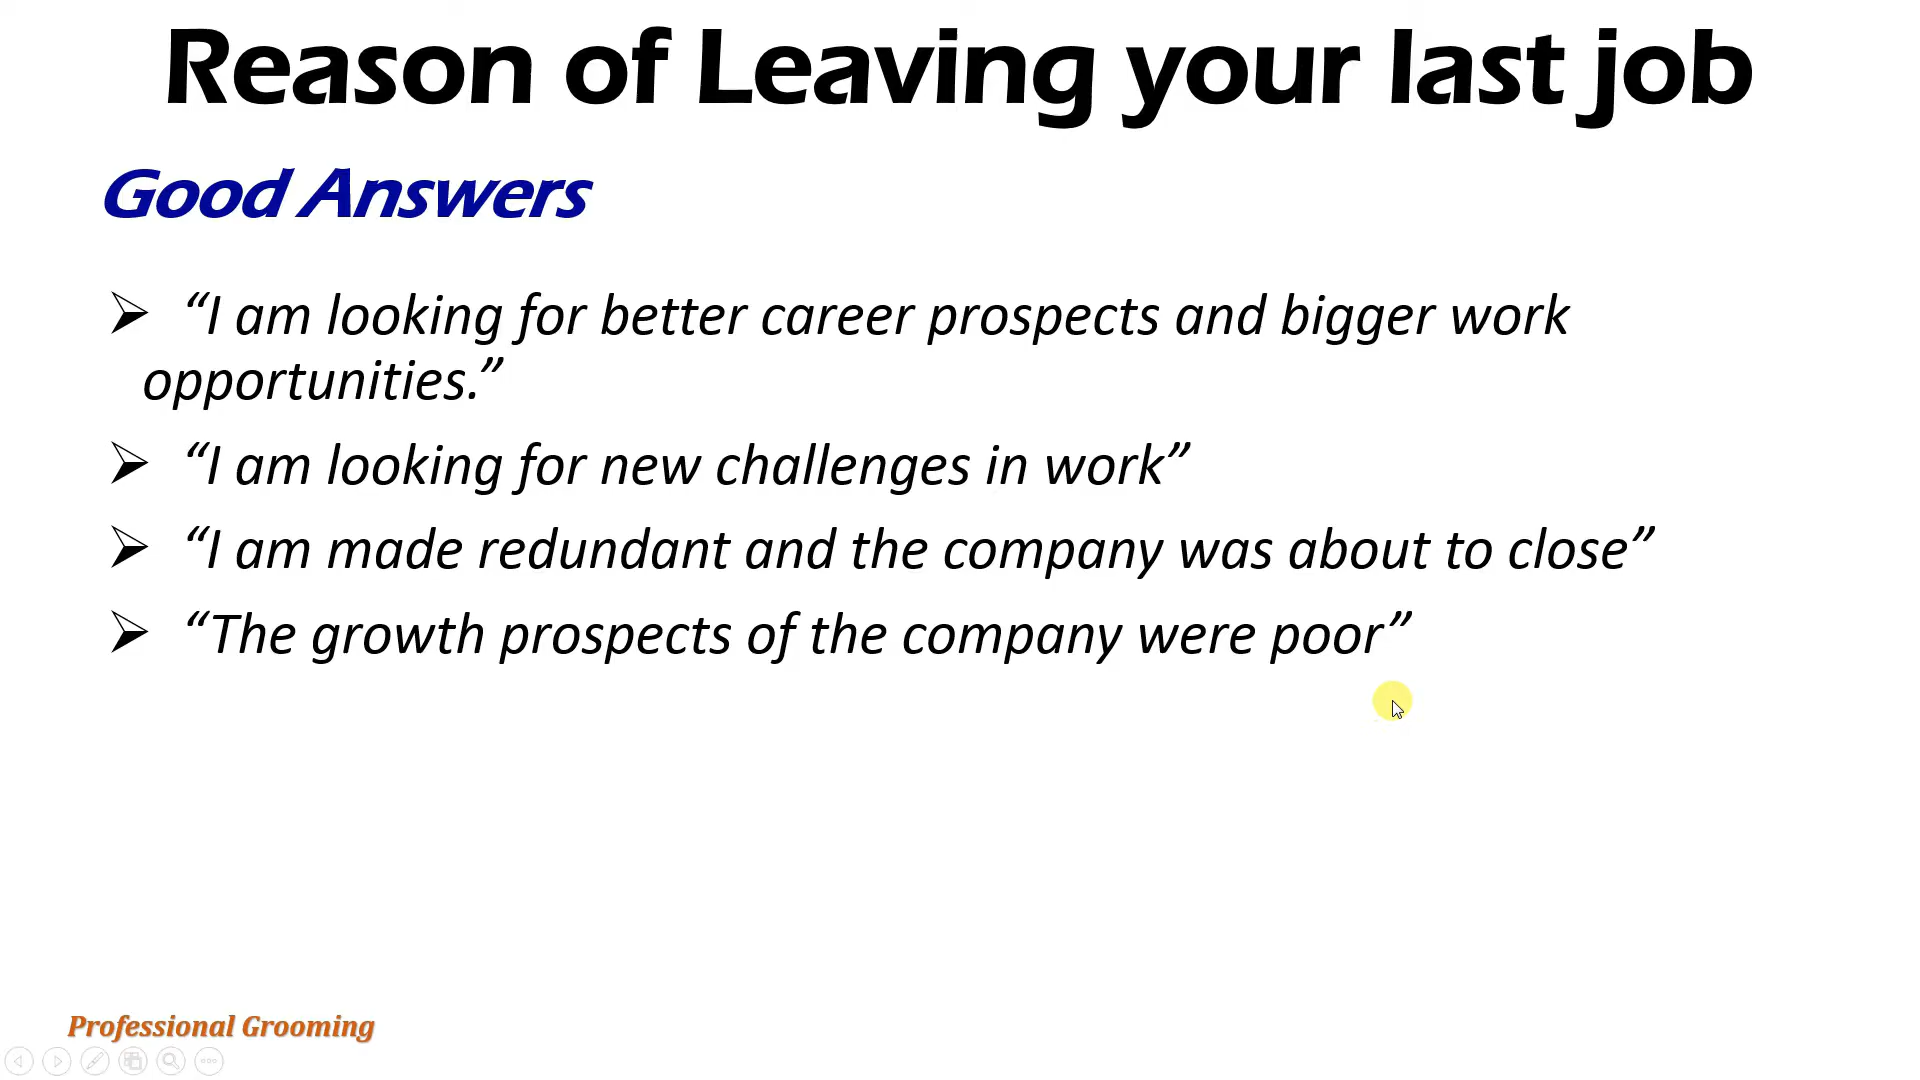 Reason of Leaving your last job
Good Answers
➢ “I am looking for better career prospects and bigger work
opportunities.”
➢ “I am looking for new challenges in work”
➢ “I am made redundant and the company was about to close”
➢ “The growth prospects of the company were poor”
Professional Grooming